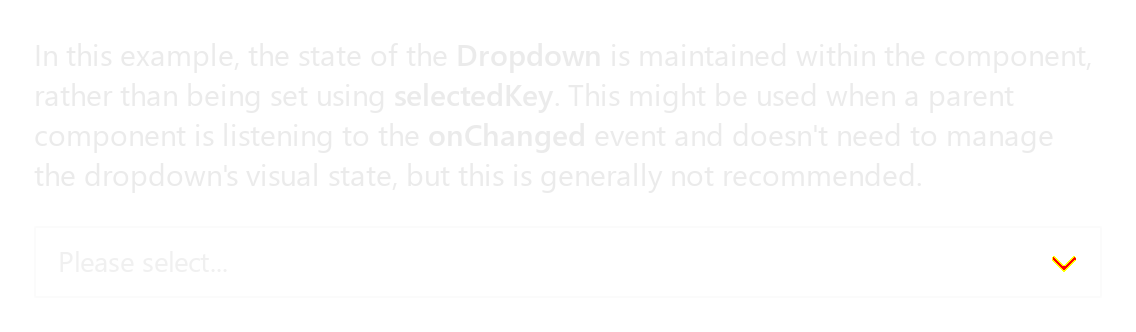 In this example, the state of the Dropdown is maintained within the component,
rather than being set using selectedKey. This might be used when a parent
component is listening to the onChanged event and doesn't need to manage
the dropdown's visual state, but this is generally not recommended.
Please select...